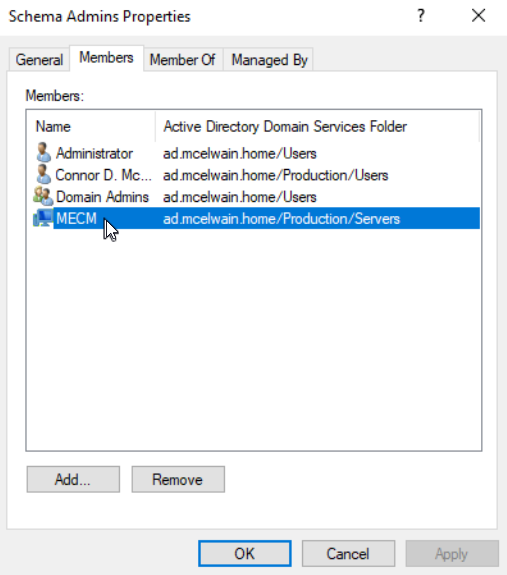 Schema Admins Properties ? ×
General Members Member Of Managed By
Members:
Name Active Directory Domain Services Folder
Administrator ad.mcelwain.home/Users
Connor D. Mc... ad.mcelwain.home/Production/Users
Domain Admins ad.mcelwain.home/Users
MECM ad.mcelwain.home/Production/Servers
Add... Remove
OK Cancel Apply